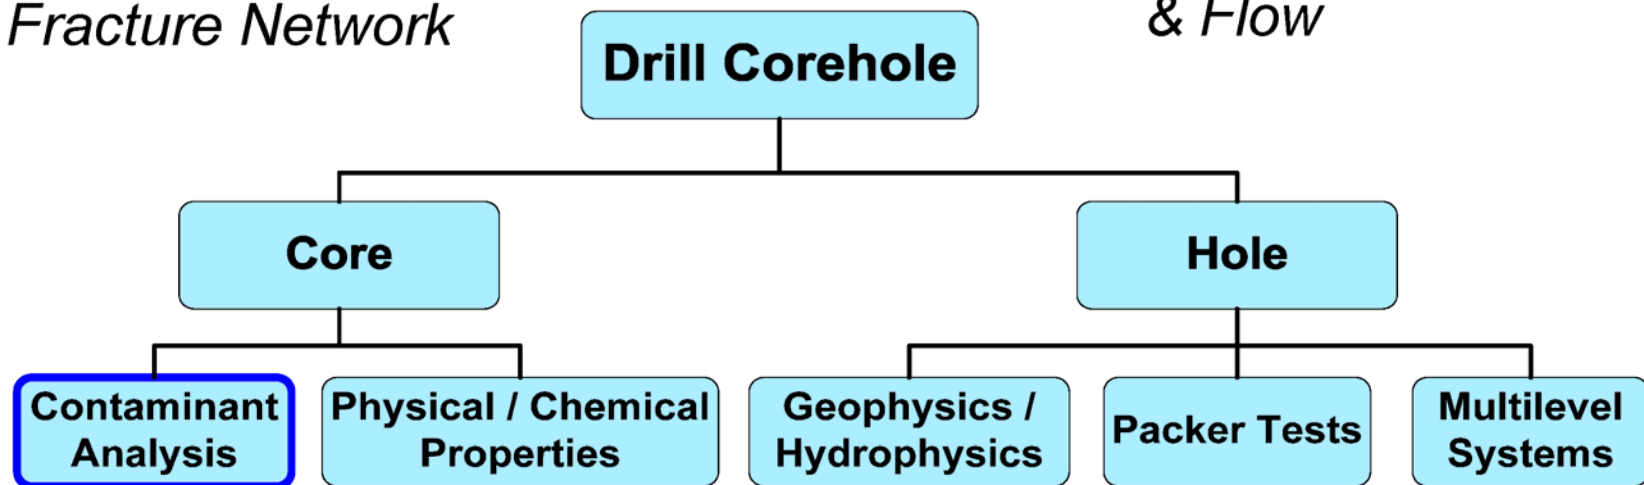 Fracture Network
& Flow
Drill Corehole
Core
Hole
Contaminant
Analysis
Physical / Chemical
Properties
Geophysics /
Hydrophysics
Packer Tests
Multilevel
Systems